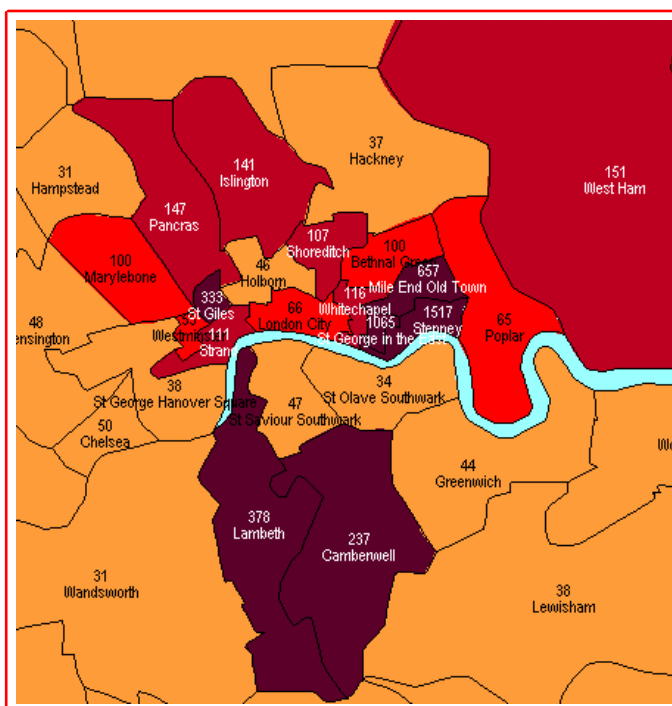 37
Hackney
31
Hampstead
141
Islington
151
West Ham
147
Pancras
107
Shoreditch
100
Bethnal Green
100
Marylebone
46
Holborn
657
Mile End Old Town
333
St Giles
116
Whitechapel
1517
Stepney
48
ensington
Westminster
111
Strand
66
London City
1065
St George in the East
65
Poplar
38
St George Hanover Square
34
St Olave Southwark
47
St Saviour Southwark
50
Chelsea
44
Greenwich
378
Lambeth
237
Camberwell
31
Wandsworth
38
Lewisham